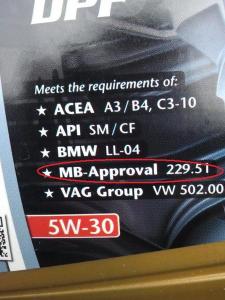 DPF
Meets the requirements of:
★ ACEA A3/B4, C3-10
★ API SM/CF
★ BMW LL-04
★ MB-Approval 229.51
★ VAG Group VW 502.00
5W-30